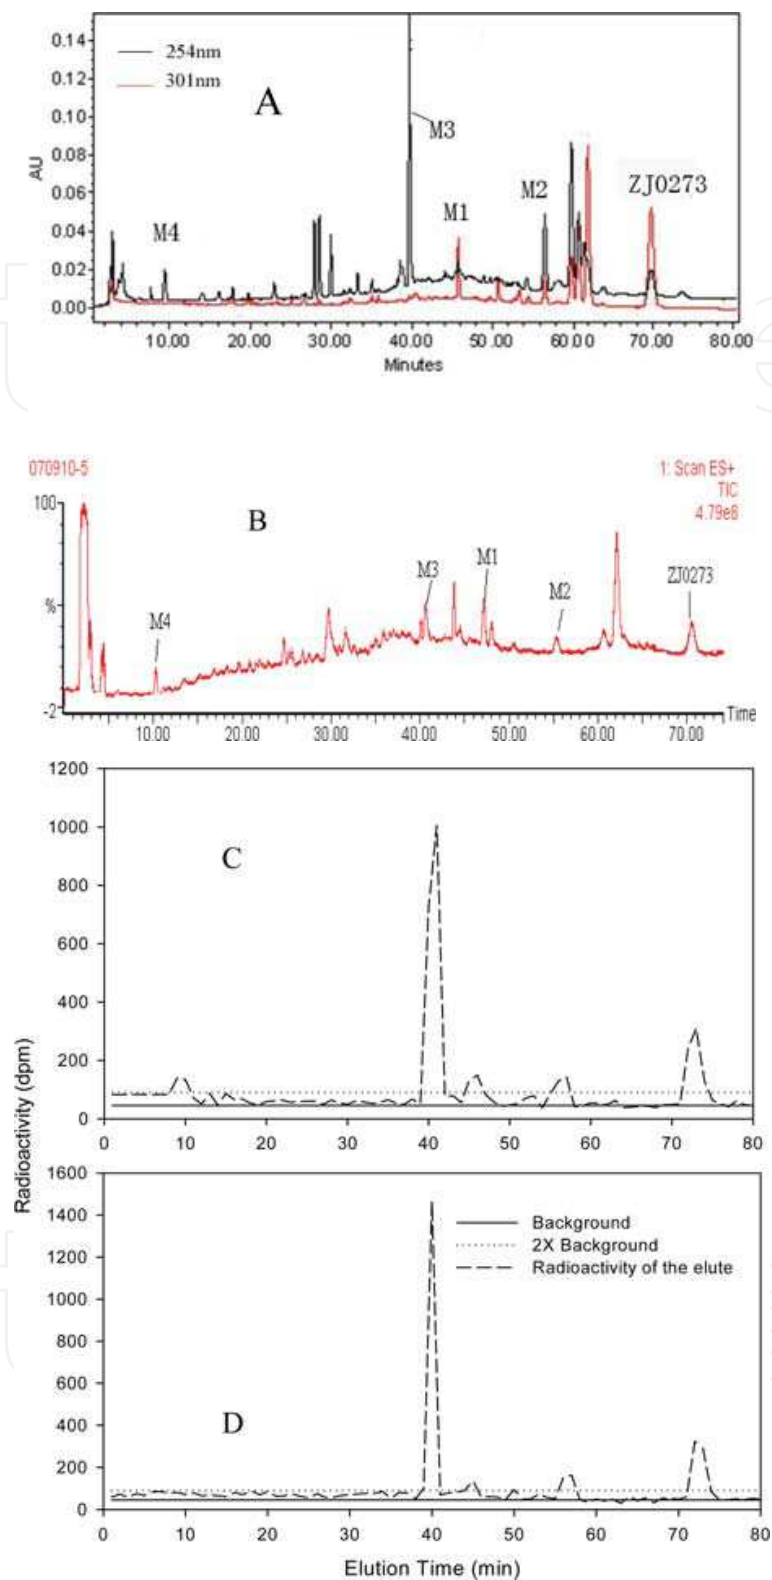 0.14
254nm
301nm
0.12
A
0.10
M3
0.08
AU
0.06
M2
ZJ0273
M1
0.04
M4
0.02
0.00
10.00 20.00 30.00 40.00 50.00 60.00 70.00 80.00
Minutes
070910-5
1: Scan ES+
TIC
4.79e8
100
B
M3
M1
ZJ0273
%
M2
M4
-2
Time
10.00 20.00 30.00 40.00 50.00 60.00 70.00
1200
1000
C
800
600
400
200
0
0 10 20 30 40 50 60 70 80
Radioactivity (dpm)
1600
1400
Background
2X Background
Radioactivity of the elute
1200
1000
800
600
D
400
200
0
0 10 20 30 40 50 60 70 80
Elution Time (min)